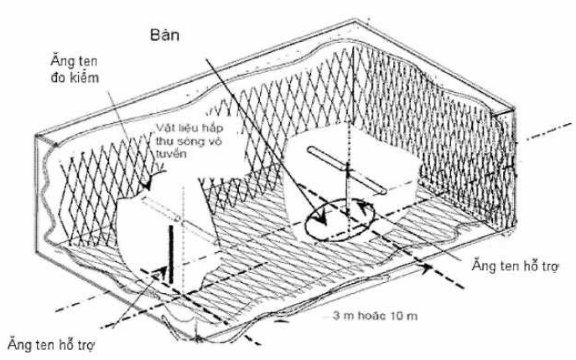 Bàn
Ăng ten
đo kiểm
Vật liệu hấp
thu sóng vô
tuyến
Ăng ten hỗ trợ
3 m hoặc 10 m
Ăng ten hỗ trợ